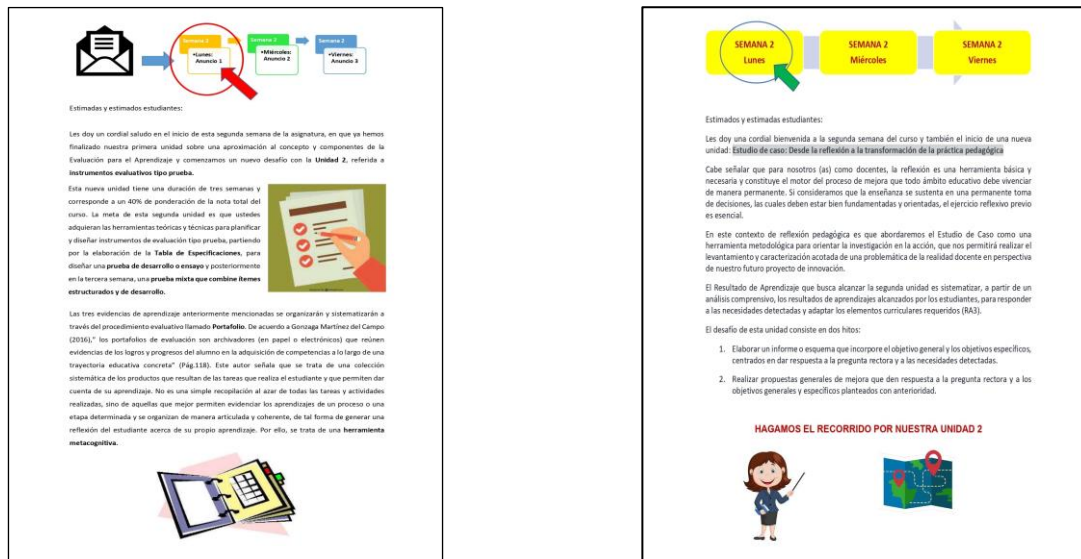 Semana 2
•Lunes:
Anuncio 1
Semana 2
•Miércoles:
Anuncio 2
Semana 2
•Viernes:
Anuncio 3
Estimadas y estimados estudiantes:
Les doy un cordial saludo en el inicio de esta segunda semana de la asignatura, en que ya hemos
finalizado nuestra primera unidad sobre una aproximación al concepto y componentes de la
Evaluación para el Aprendizaje y comenzamos un nuevo desafío con la Unidad 2, referida a
instrumentos evaluativos tipo prueba.
Esta nueva unidad tiene una duración de tres semanas y
corresponde a un 40% de ponderación de la nota total del
curso. La meta de esta segunda unidad es que ustedes
adquieran las herramientas teóricas y técnicas para planificar
y diseñar instrumentos de evaluación tipo prueba, partiendo
por la elaboración de la Tabla de Especificaciones, para
diseñar una prueba de desarrollo o ensayo y posteriormente
en la tercera semana, una prueba mixta que combine ítemes
estructurados y de desarrollo.
Las tres evidencias de aprendizaje anteriormente mencionadas se organizarán y sistematizarán a
través del procedimiento evaluativo llamado Portafolio. De acuerdo a Gonzaga Martínez del Campo
(2016)," los portafolios de evaluación son archivadores (en papel o electrónicos) que reúnen
evidencias de los logros y progresos del alumno en la adquisición de competencias a lo largo de una
trayectoria educativa concreta" (Pág.118). Este autor señala que se trata de una colección
sistemática de los productos que resultan de las tareas que realiza el estudiante y que permiten dar
cuenta de su aprendizaje. No es una simple recopilación al azar de todas las tareas y actividades
realizadas, sino de aquellas que mejor permiten evidenciar los aprendizajes de un proceso o una
etapa determinada y se organizan de manera articulada y coherente, de tal forma de generar una
reflexión del estudiante acerca de su propio aprendizaje. Por ello, se trata de una herramienta
metacognitiva.
SEMANA 2
Lunes
SEMANA 2
Miércoles
SEMANA 2
Viernes
Estimados y estimadas estudiantes:
Les doy una cordial bienvenida a la segunda semana del curso y también el inicio de una nueva
unidad: Estudio de caso: Desde la reflexión a la transformación de la práctica pedagógica
Cabe señalar que para nosotros (as) como docentes, la reflexión es una herramienta básica y
necesaria y constituye el motor del proceso de mejora que todo ámbito educativo debe vivenciar
de manera permanente. Si consideramos que la enseñanza se sustenta en una permanente toma
de decisiones, las cuales deben estar bien fundamentadas y orientadas, el ejercicio reflexivo previo
es esencial.
En este contexto de reflexión pedagógica es que abordaremos el Estudio de Caso como una
herramienta metodológica para orientar la investigación en la acción, que nos permitirá realizar el
levantamiento y caracterización acotada de una problemática de la realidad docente en perspectiva
de nuestro futuro proyecto de innovación.
El Resultado de Aprendizaje que busca alcanzar la segunda unidad es sistematizar, a partir de un
análisis comprensivo, los resultados de aprendizajes alcanzados por los estudiantes, para responder
a las necesidades detectadas y adaptar los elementos curriculares requeridos (RA3).
El desafío de esta unidad consiste en dos hitos:
1. Elaborar un informe o esquema que incorpore el objetivo general y los objetivos específicos,
centrados en dar respuesta a la pregunta rectora y a las necesidades detectadas.
2. Realizar propuestas generales de mejora que den respuesta a la pregunta rectora y a los
objetivos generales y específicos planteados con anterioridad.
HAGAMOS EL RECORRIDO POR NUESTRA UNIDAD 2